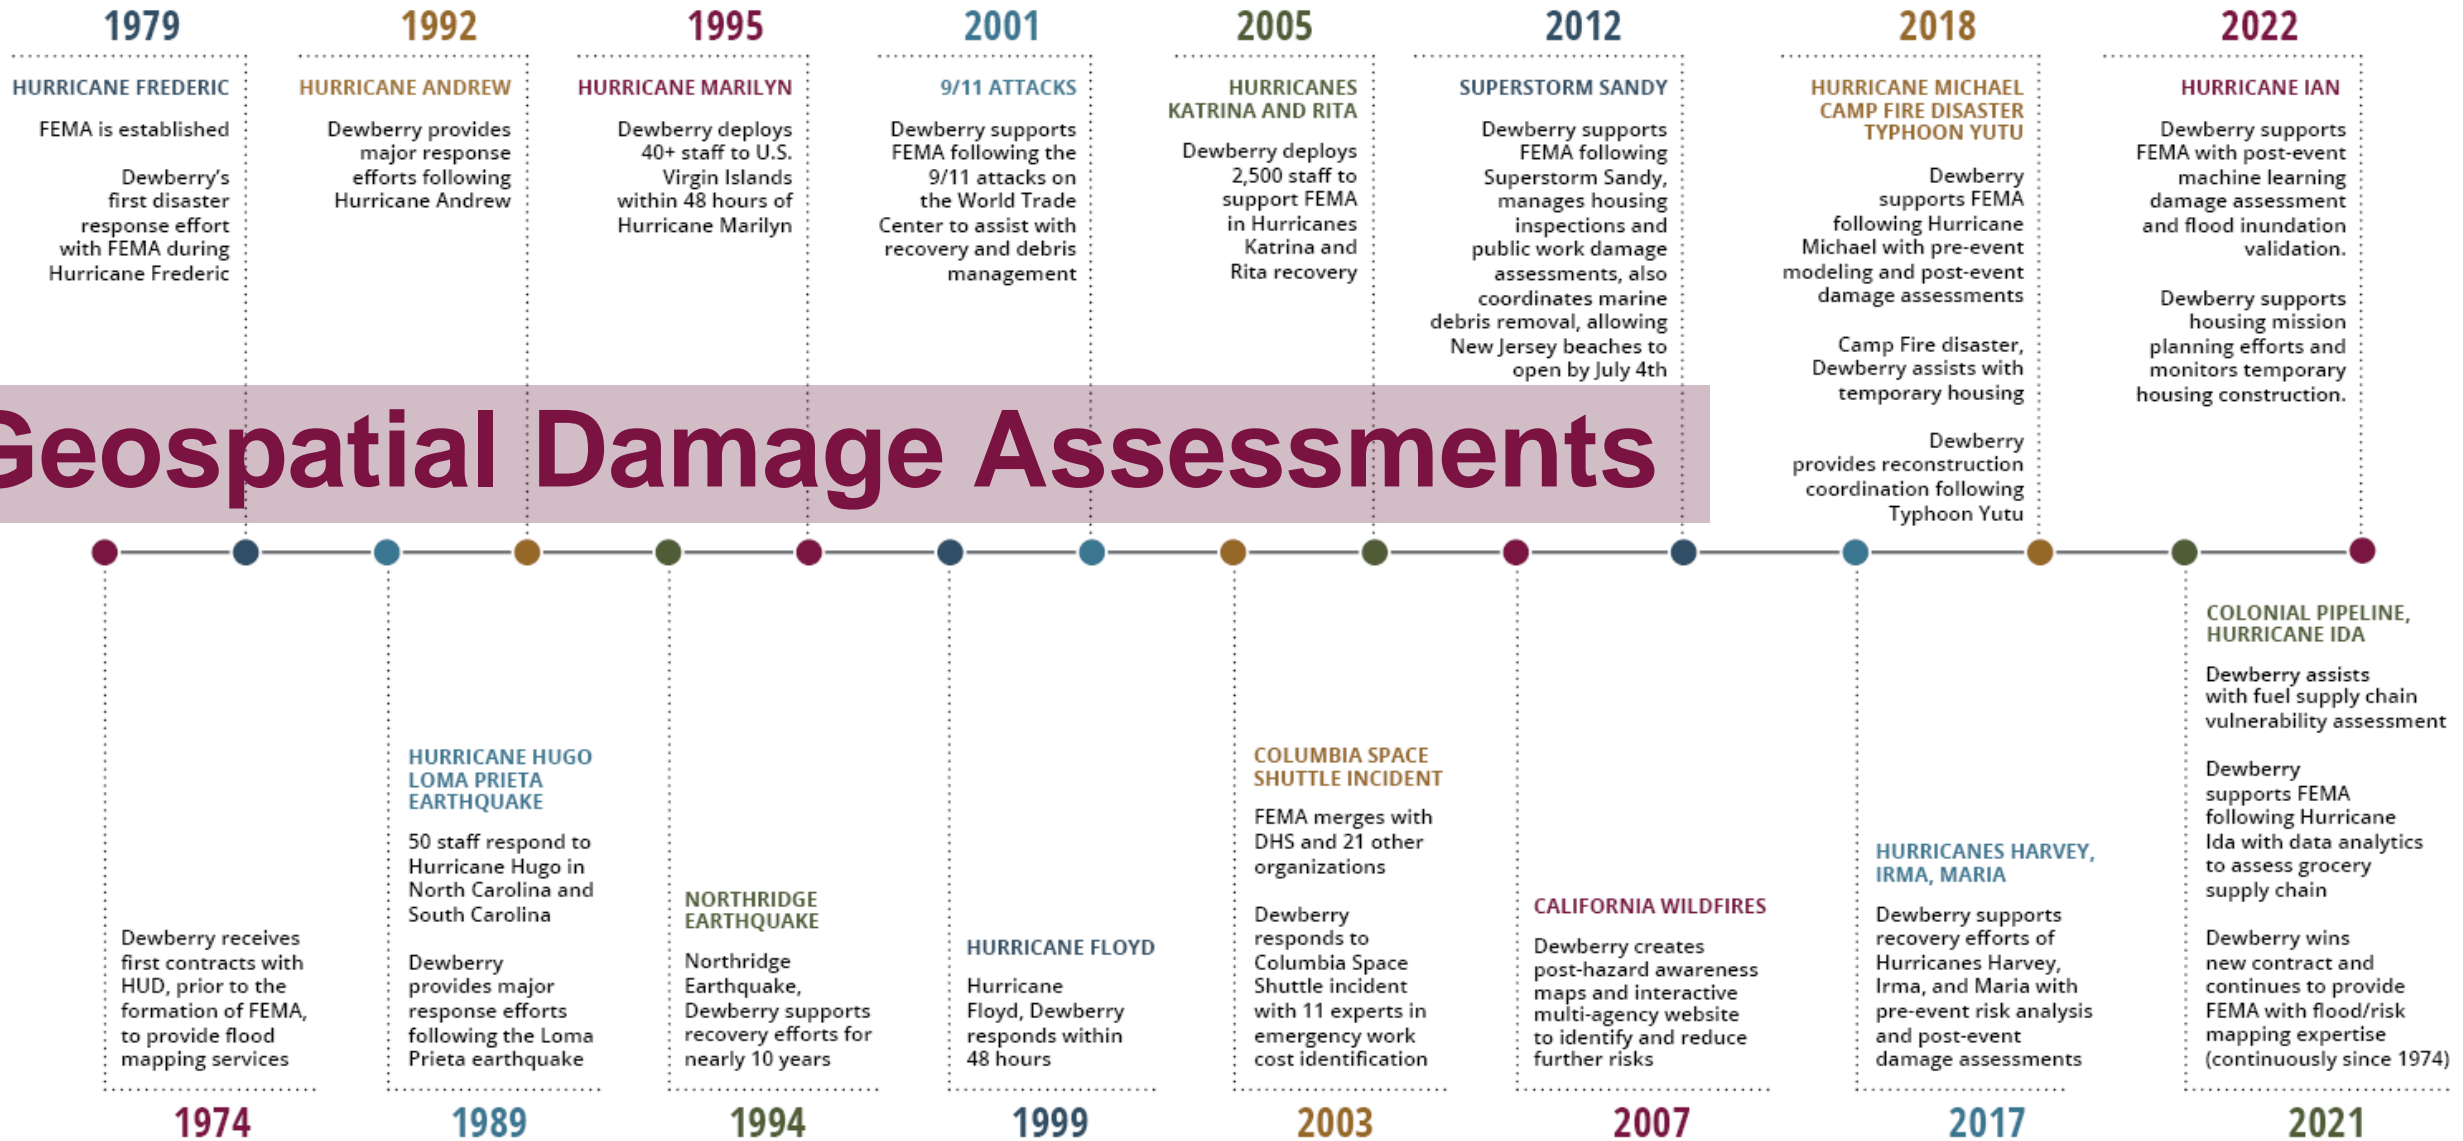 1979
HURRICANE FREDERIC
FEMA is established
Dewberry's
first disaster
response effort
with FEMA during
Hurricane Frederic
1992
HURRICANE ANDREW
Dewberry provides
major response
efforts following
Hurricane Andrew
1995
HURRICANE MARILYN
Dewberry deploys
40+ staff to U.S.
Virgin Islands
within 48 hours of
Hurricane Marilyn
2001
9/11 ATTACKS
Dewberry supports
FEMA following the
9/11 attacks on
the World Trade
Center to assist with
recovery and debris
management
2005
HURRICANES
KATRINA AND RITA
Dewberry deploys
2,500 staff to
support FEMA
in Hurricanes
Katrina and
Rita recovery
2012
SUPERSTORM SANDY
Dewberry supports
FEMA following
Superstorm Sandy,
manages housing
inspections and
public work damage
assessments, also
coordinates marine
debris removal, allowing
New Jersey beaches to
open by July 4th
2018
HURRICANE MICHAEL
CAMP FIRE DISASTER
TYPHOON YUTU
Dewberry
supports FEMA
following Hurricane
Michael with pre-event
modeling and post-event
damage assessments
Camp Fire disaster,
Dewberry assists with
temporary housing
Dewberry
provides reconstruction
coordination following
Typhoon Yutu
2022
HURRICANE IAN
Dewberry supports
FEMA with post-event
machine learning
damage assessment
and flood inundation
validation.
Dewberry supports
housing mission
planning efforts and
monitors temporary
housing construction.
Geospatial Damage Assessments
Dewberry receives
first contracts with
HUD, prior to the
formation of FEMA,
to provide flood
mapping services
1974
HURRICANE HUGO
LOMA PRIETA
EARTHQUAKE
50 staff respond to
Hurricane Hugo in
North Carolina and
South Carolina
Dewberry
provides major
response efforts
following the Loma
Prieta earthquake
1989
NORTHRIDGE
EARTHQUAKE
Northridge
Earthquake,
Dewberry supports
recovery efforts for
nearly 10 years
1994
HURRICANE FLOYD
Hurricane
Floyd, Dewberry
responds within
48 hours
1999
COLUMBIA SPACE
SHUTTLE INCIDENT
FEMA merges with
DHS and 21 other
organizations
Dewberry
responds to
Columbia Space
Shuttle incident
with 11 experts in
emergency work
cost identification
2003
CALIFORNIA WILDFIRES
Dewberry creates
post-hazard awareness
maps and interactive
multi-agency website
to identify and reduce
further risks
2007
HURRICANES HARVEY,
IRMA, MARIA
Dewberry supports
recovery efforts of
Hurricanes Harvey,
Irma, and Maria with
pre-event risk analysis
and post-event
damage assessments
2017
COLONIAL PIPELINE,
HURRICANE IDA
Dewberry assists
with fuel supply chain
vulnerability assessment
Dewberry
supports FEMA
following Hurricane
Ida with data analytics
to assess grocery
supply chain
Dewberry wins
new contract and
continues to provide
FEMA with flood/risk
mapping expertise
(continuously since 1974)
2021